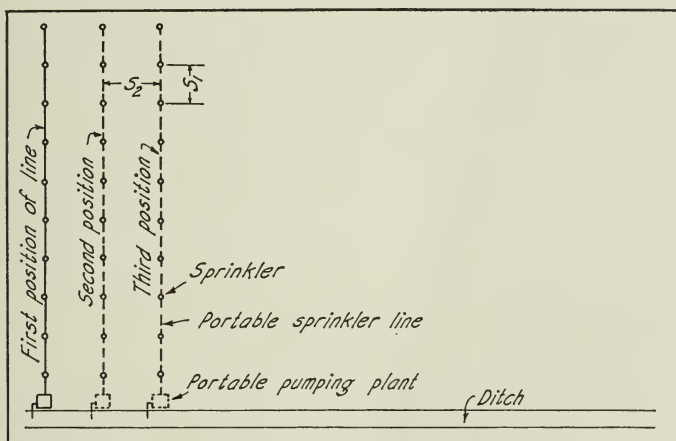 S₂
S₁
First position of line
Second position
Third position
Sprinkler
Portable sprinkler line
Portable pumping plant
Ditch